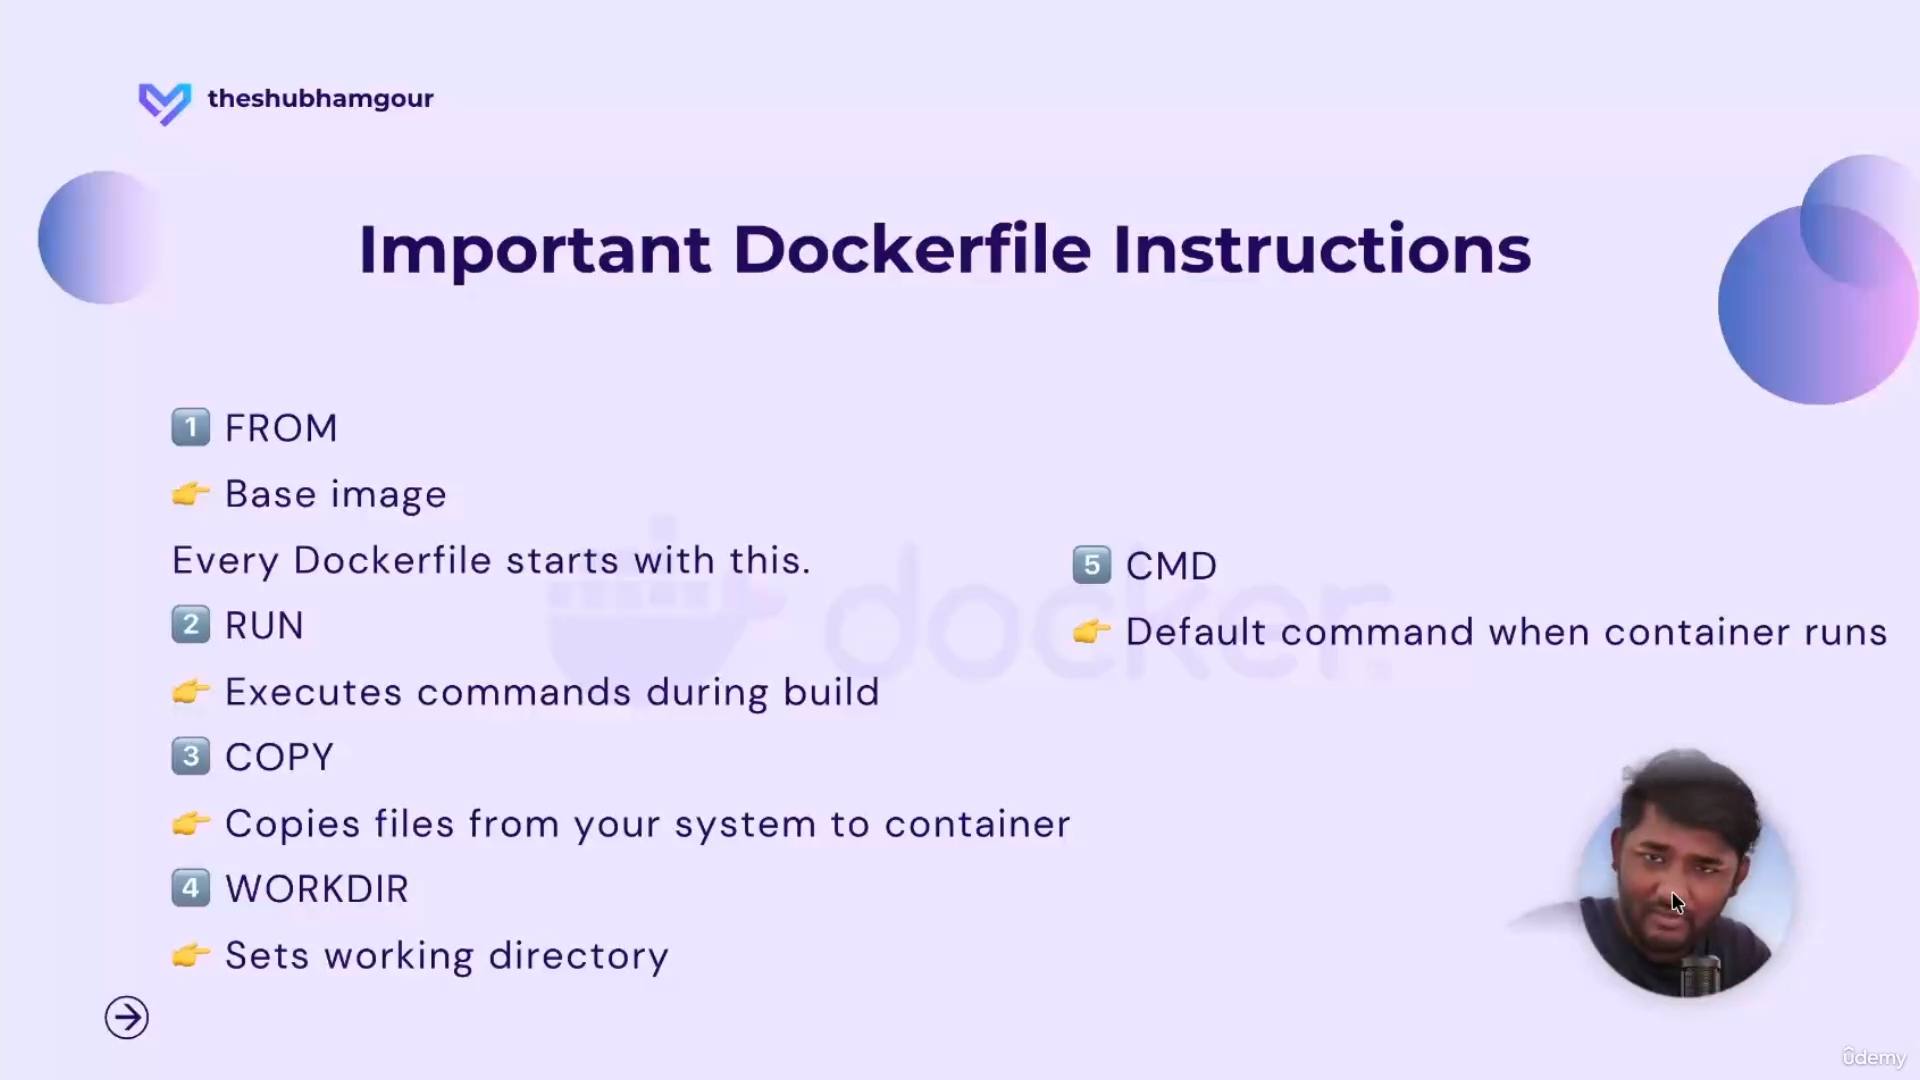 theshubhamgour
Important Dockerfile Instructions
1️⃣ FROM
👉 Base image
Every Dockerfile starts with this.
2️⃣ RUN
👉 Executes commands during build
3️⃣ COPY
👉 Copies files from your system to container
4️⃣ WORKDIR
👉 Sets working directory
5️⃣ CMD
👉 Default command when container runs
docker
ûdemy